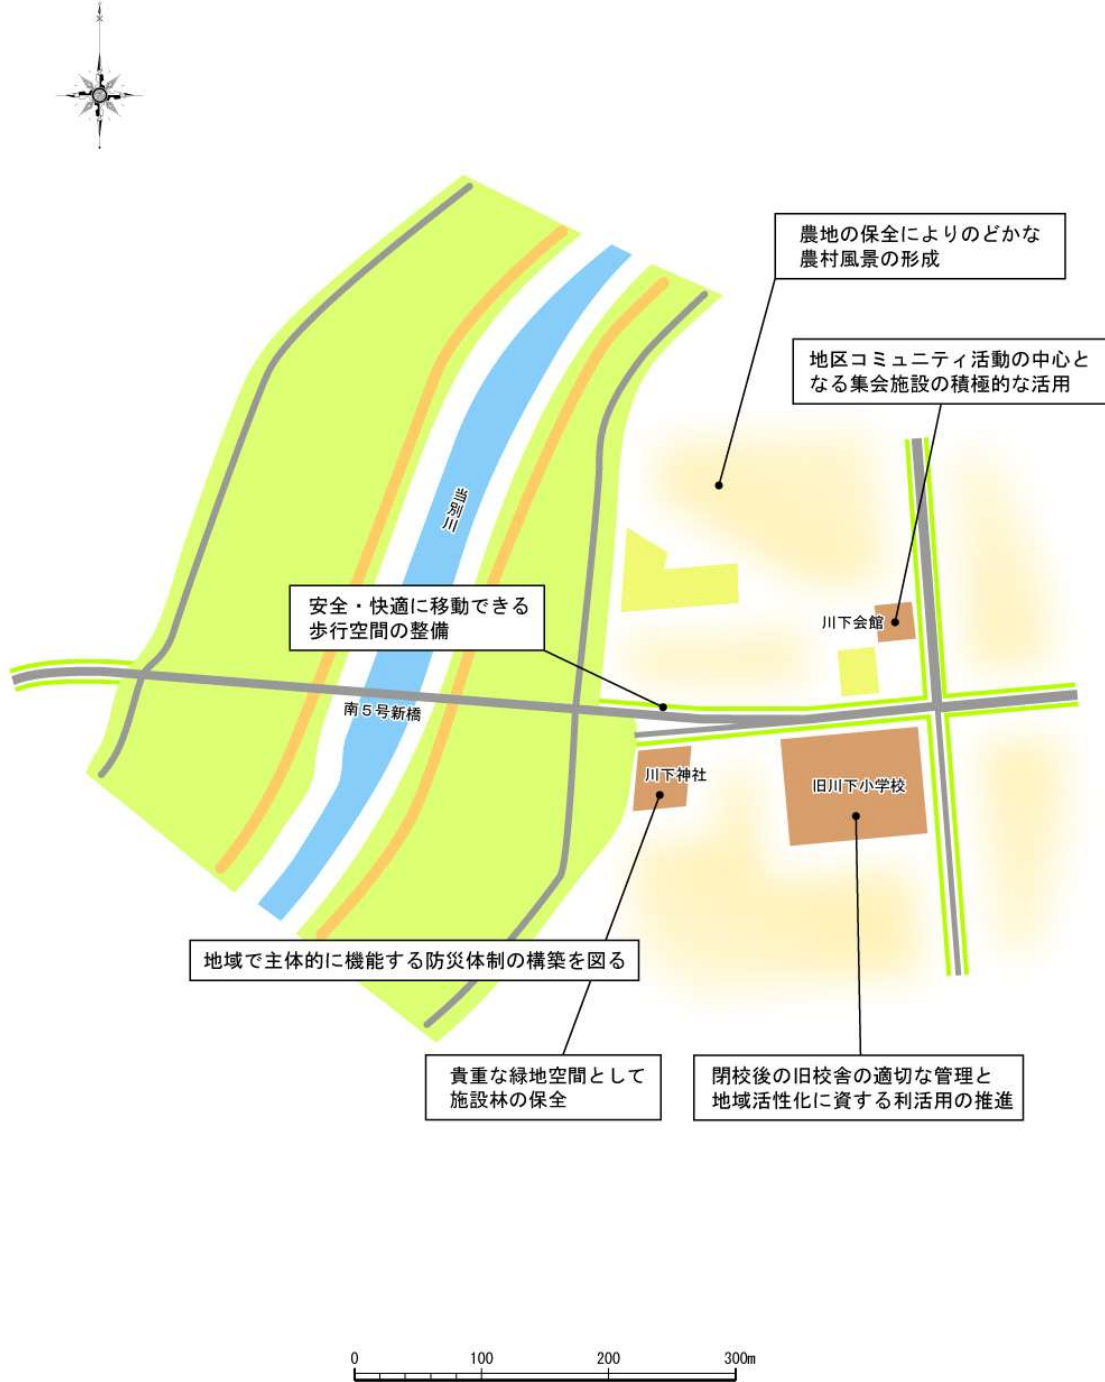 農地の保全によりのどかな
農村風景の形成
地区コミュニティ活動の中心と
なる集会施設の積極的な活用
当別川
安全・快適に移動できる
歩行空間の整備
川下会館
南5号新橋
川下神社
旧川下小学校
地域で主体的に機能する防災体制の構築を図る
貴重な緑地空間として
施設林の保全
閉校後の旧校舎の適切な管理と
地域活性化に資する利活用の推進
0 100 200 300m